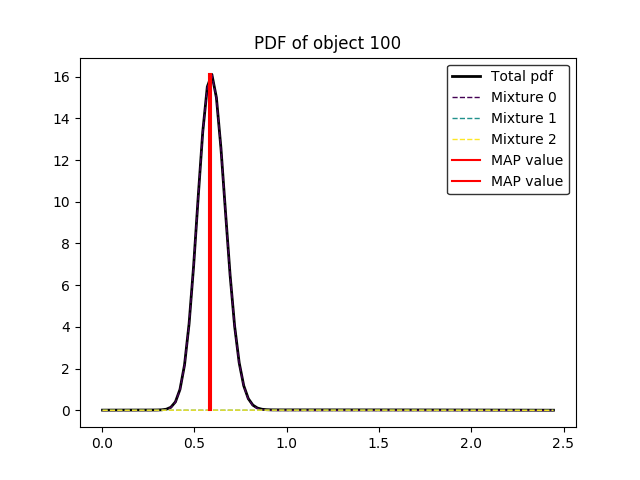 PDF of object 100
Total pdf
Mixture 0
Mixture 1
Mixture 2
MAP value
MAP value
16
14
12
10
8
6
4
2
0
0.0 0.5 1.0 1.5 2.0 2.5